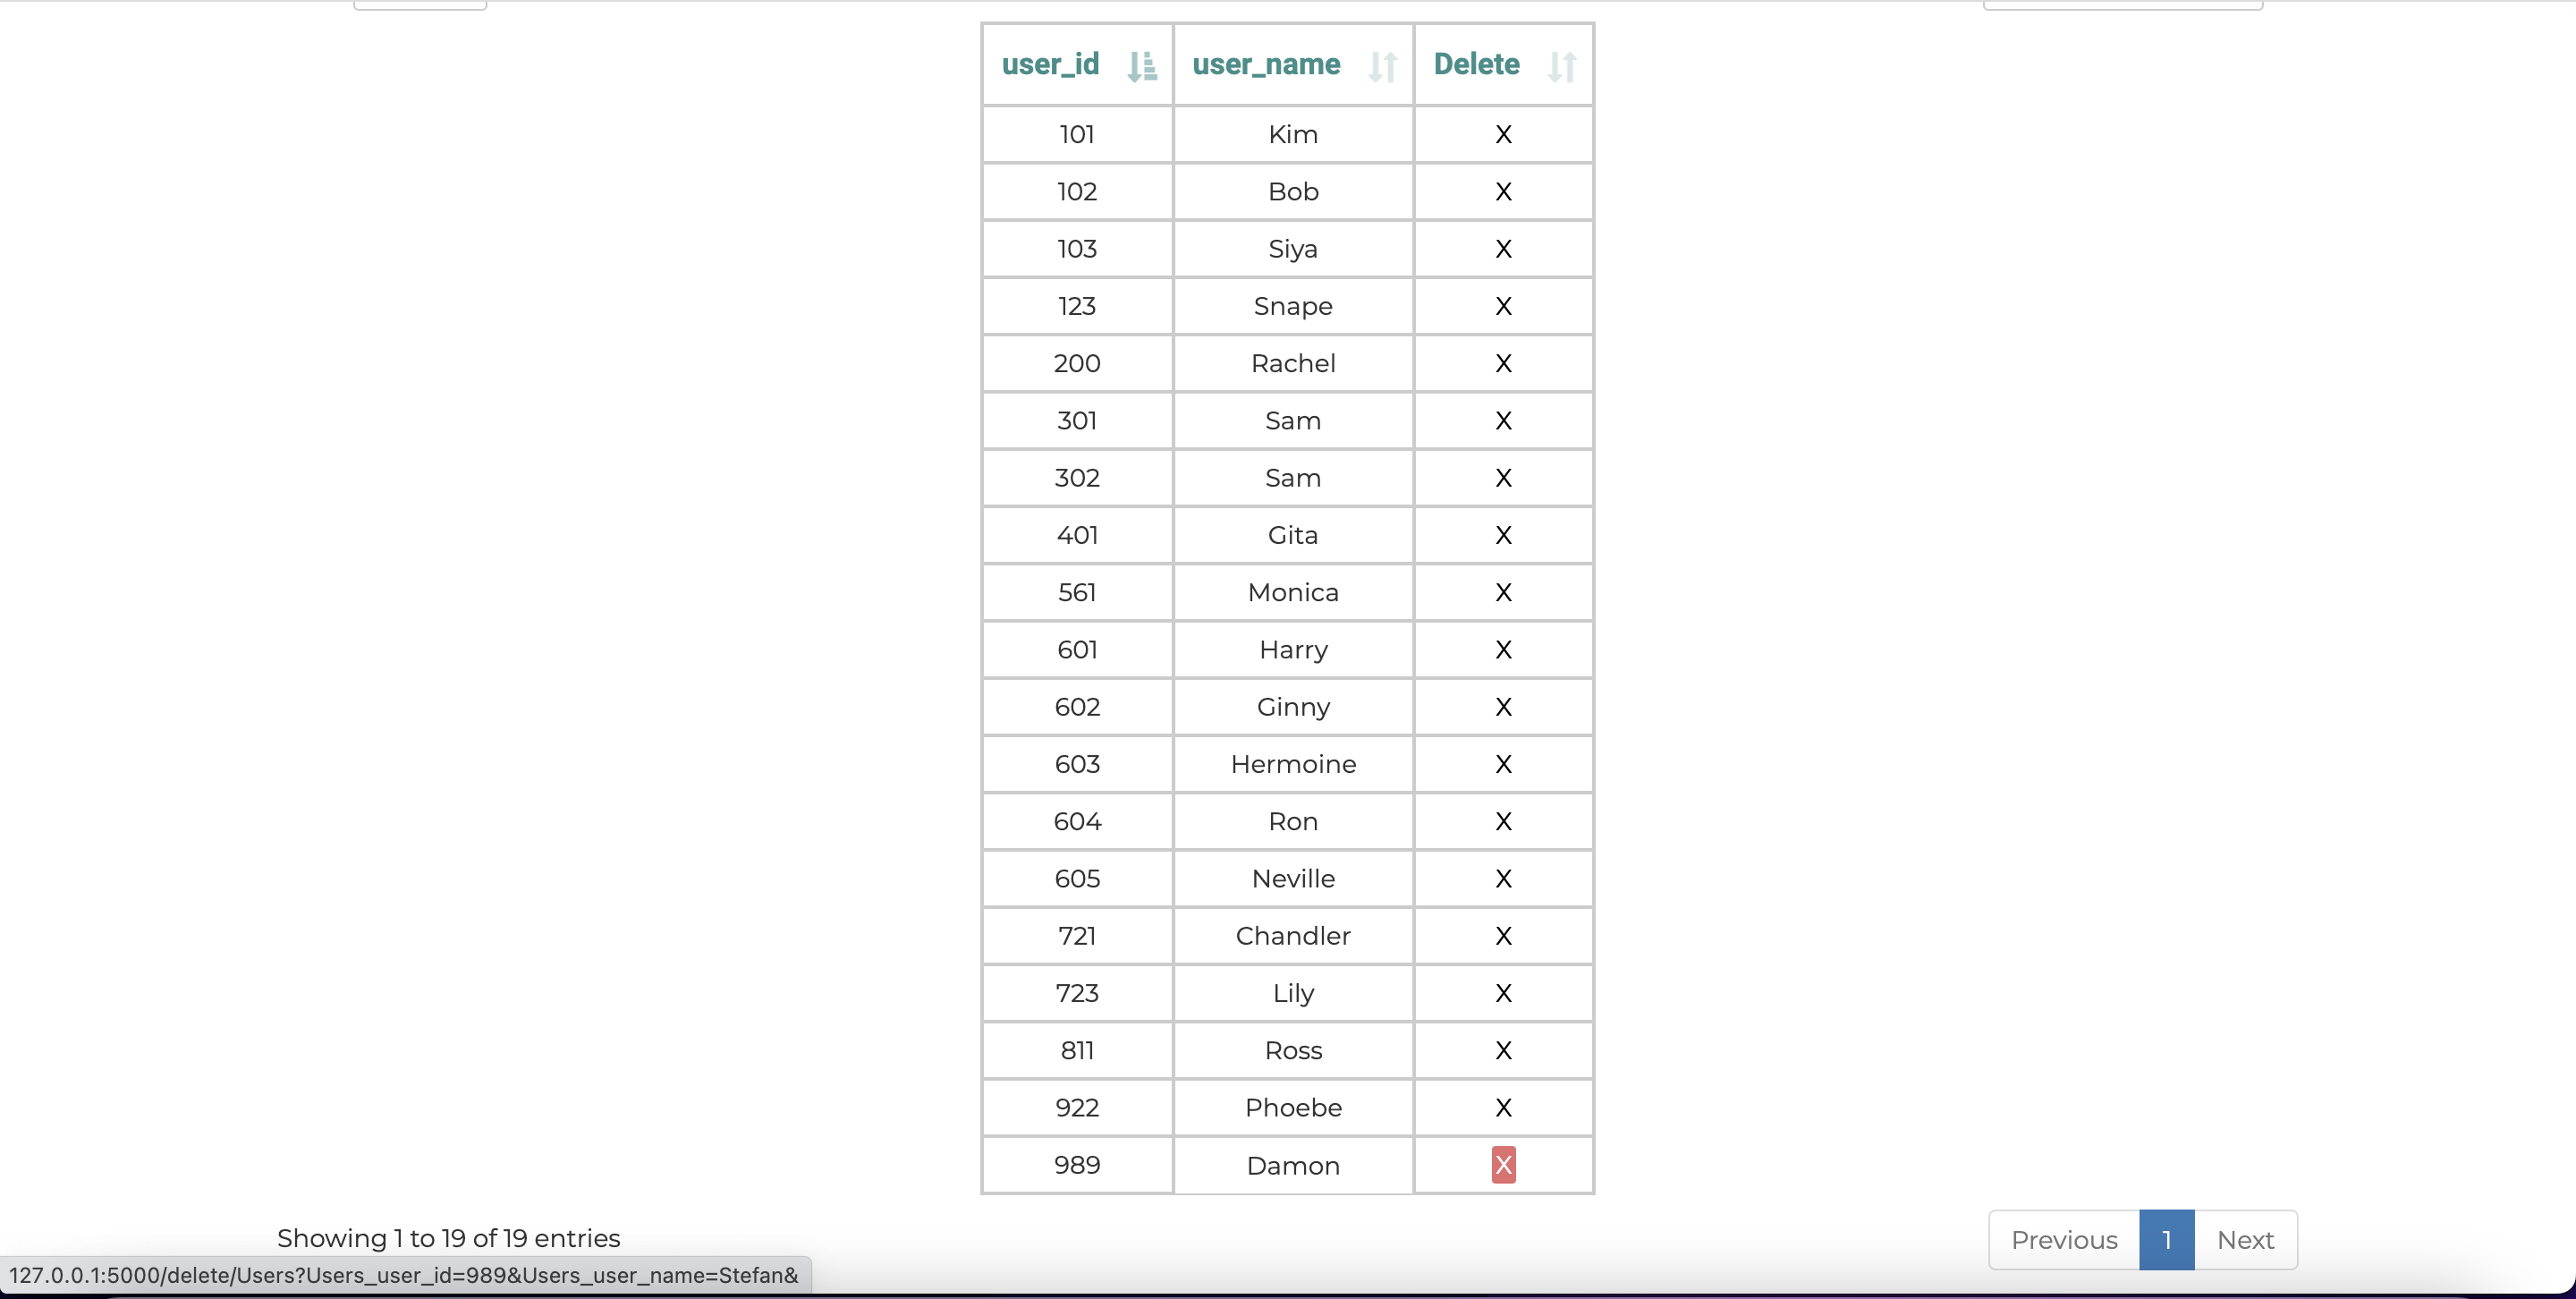 user_id user_name Delete
101 Kim X
102 Bob X
103 Siya X
123 Snape X
200 Rachel X
301 Sam X
302 Sam X
401 Gita X
561 Monica X
601 Harry X
602 Ginny X
603 Hermoine X
604 Ron X
605 Neville X
721 Chandler X
723 Lily X
811 Ross X
922 Phoebe X
989 Damon X
Showing 1 to 19 of 19 entries Previous 1 Next
127.0.0.1:5000/delete/Users?Users_user_id=989&Users_user_name=Stefan&